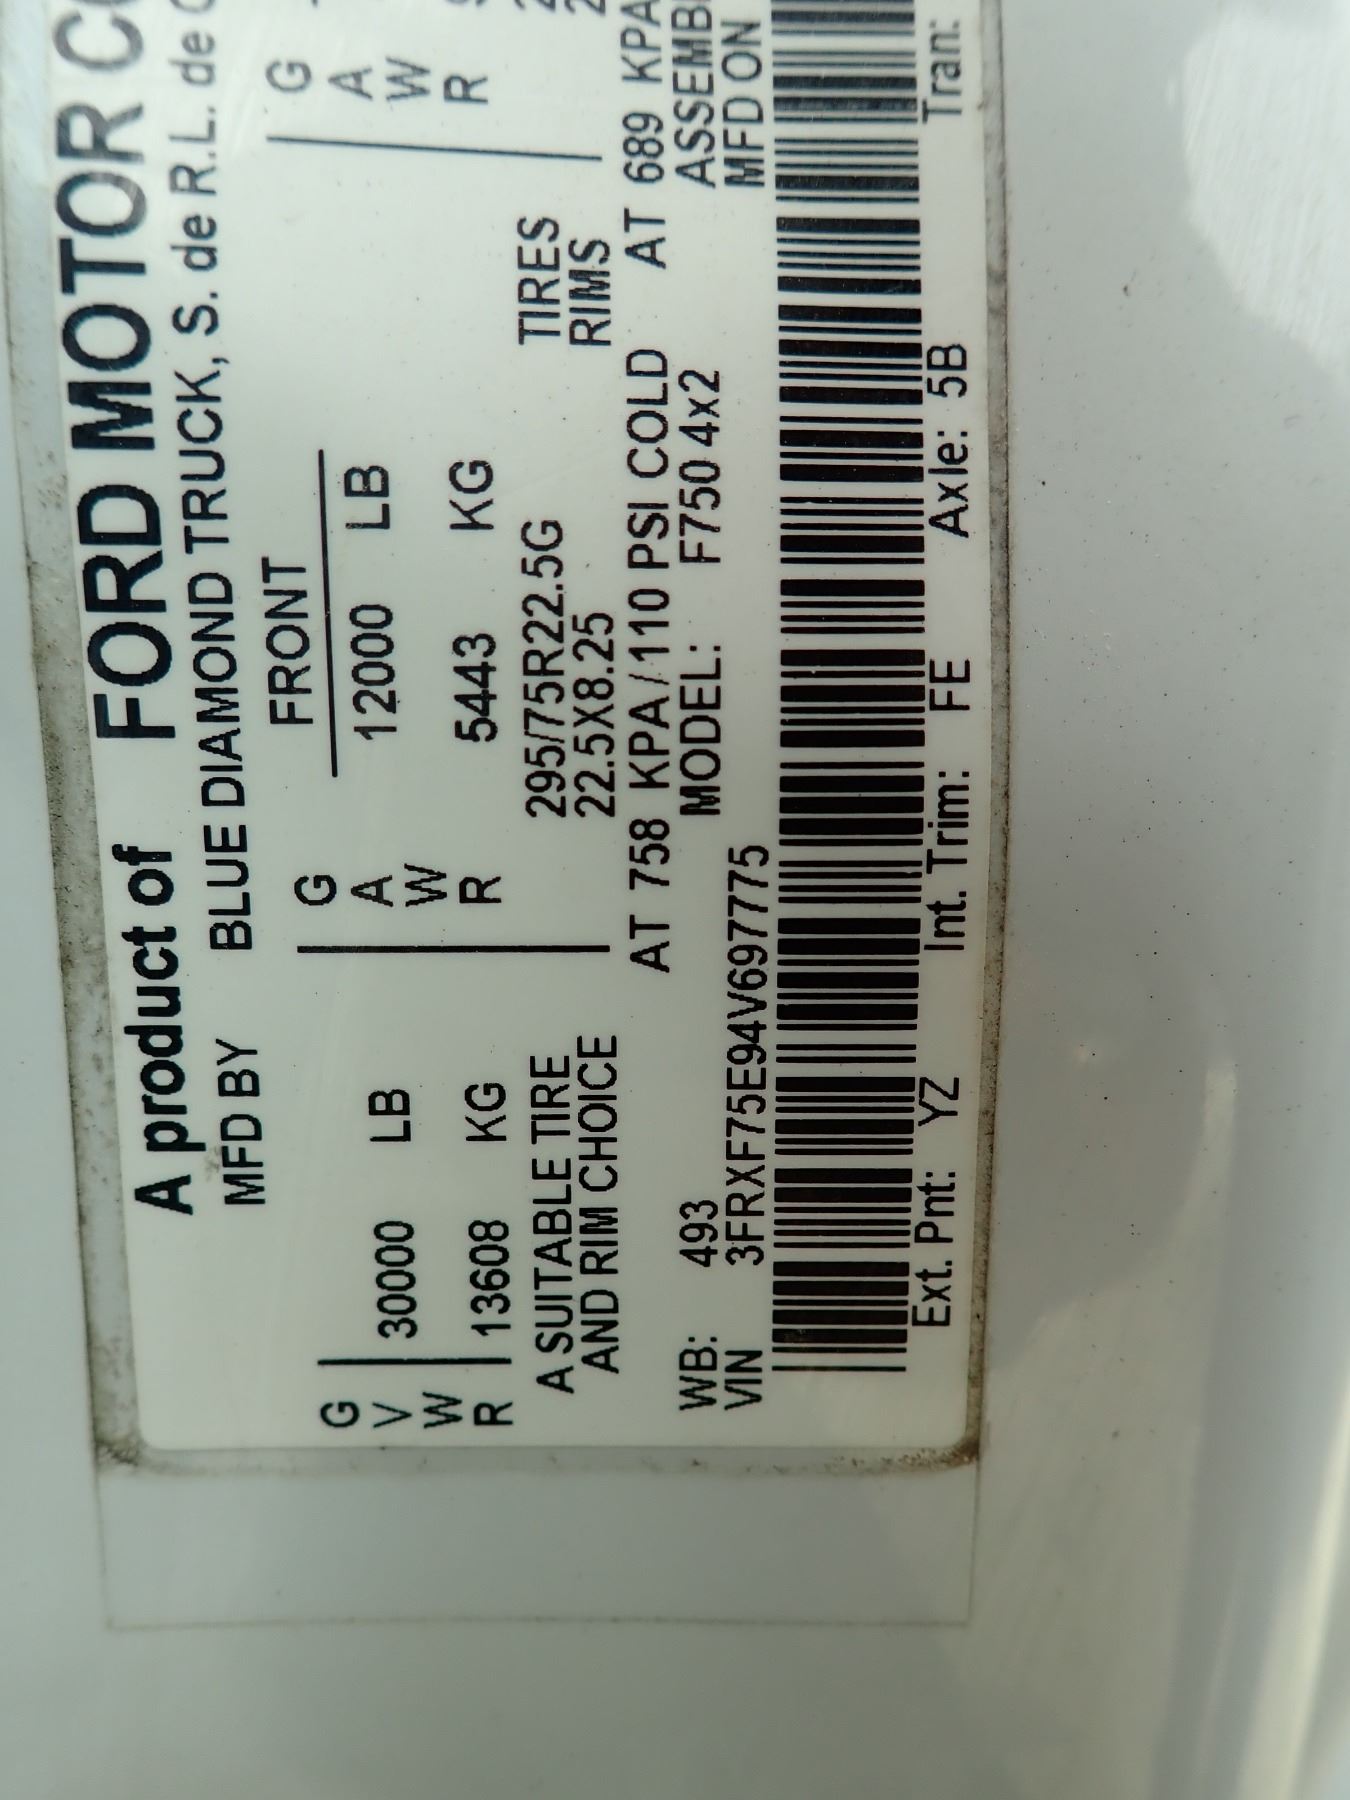 A product of FORD MOTOR
MFD BY BLUE DIAMOND TRUCK, S. de R.L. de
FRONT
G
V
W
R
30000 LB
13608 KG
G
A
W
R
12000 LB
5443 KG
G
A
W
R
A SUITABLE TIRE 295/75R22.5G TIRES
AND RIM CHOICE 22.5X8.25 RIMS
AT 758 KPA/110 PSI COLD AT 689 KPA
WB: 493 MODEL: F750 4x2
VIN 3FRXF75E94V697775 MFD ON
Ext. Pnt: YZ Int. Trim: FE Axle: 5B Tran: